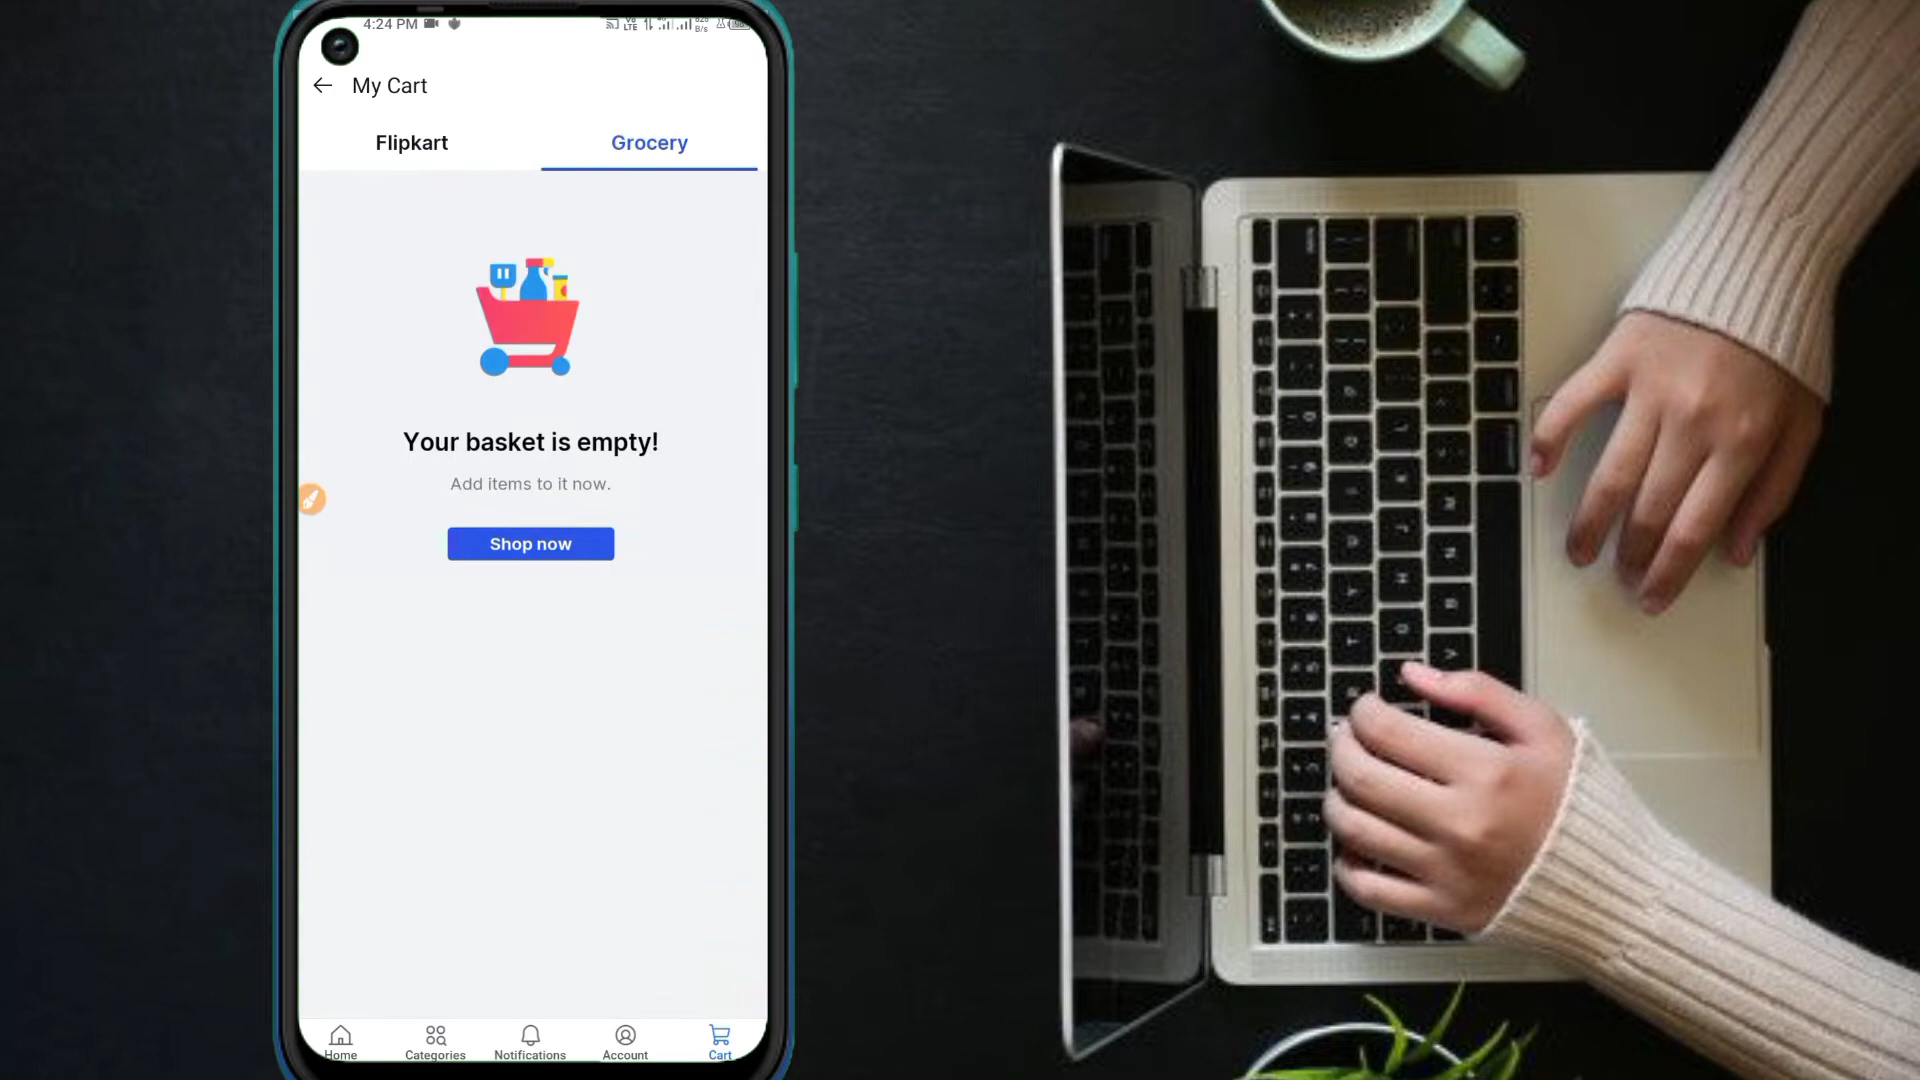 4:24 PM
My Cart
Flipkart
Grocery
Your basket is empty!
Add items to it now.
Shop now
Home
Categories
Notifications
Account
Cart